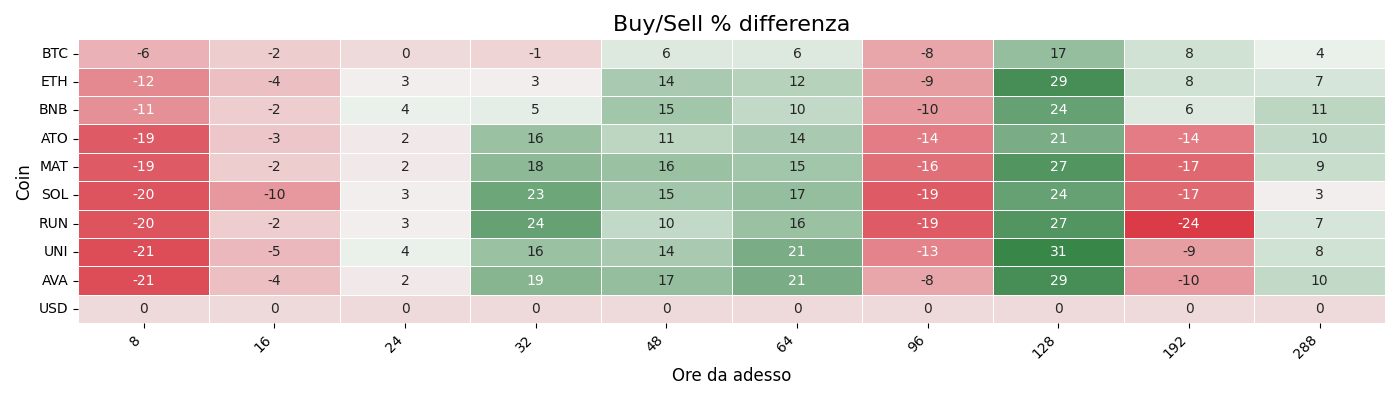 Buy/Sell % differenza
Coin
BTC -6 -2 0 -1 6 6 -8 17 8 4
ETH -12 -4 3 3 14 12 -9 29 8 7
BNB -11 -2 4 5 15 10 -10 24 6 11
ATO -19 -3 2 16 11 14 -14 21 -14 10
MAT -19 -2 2 18 16 15 -16 27 -17 9
SOL -20 -10 3 23 15 17 -19 24 -17 3
RUN -20 -2 3 24 10 16 -19 27 -24 7
UNI -21 -5 4 16 14 21 -13 31 -9 8
AVA -21 -4 2 19 17 21 -8 29 -10 10
USD 0 0 0 0 0 0 0 0 0 0
8 16 24 32 48 64 96 128 192 288
Ore da adesso